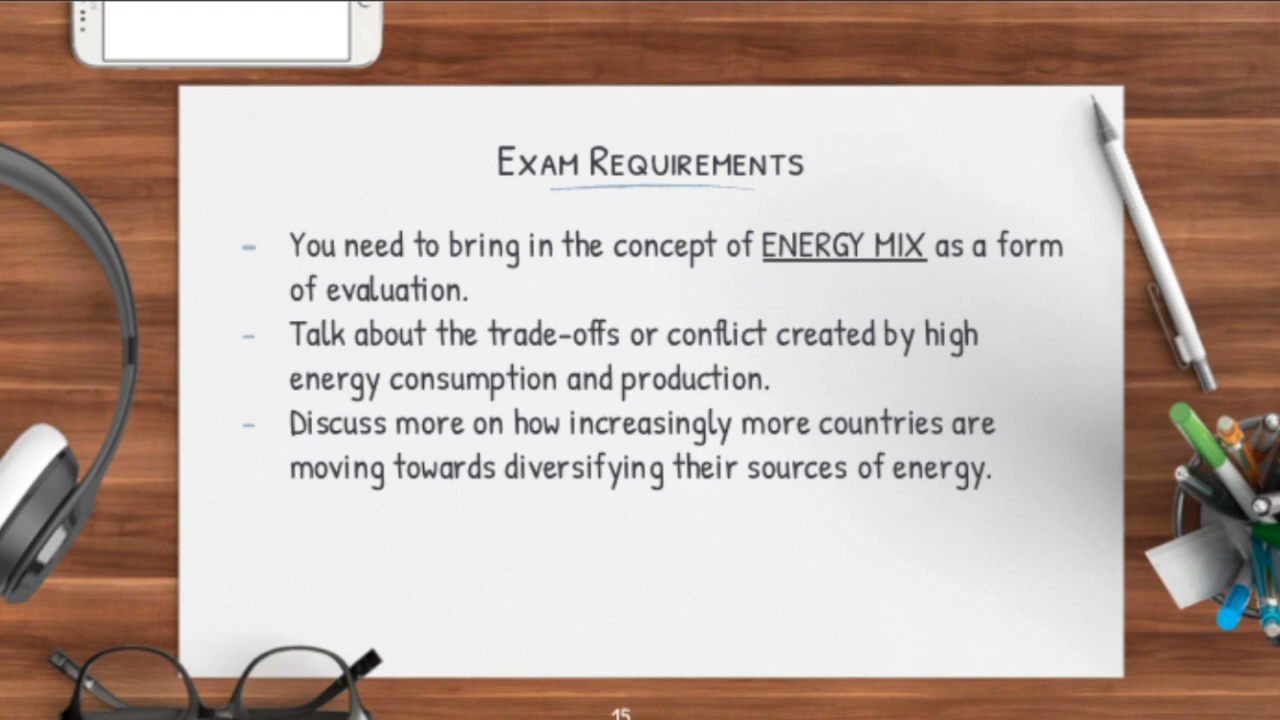 Exam Requirements
- You need to bring in the concept of ENERGY MIX as a form
of evaluation.
- Talk about the trade-offs or conflict created by high
energy consumption and production.
- Discuss more on how increasingly more countries are
moving towards diversifying their sources of energy.
15